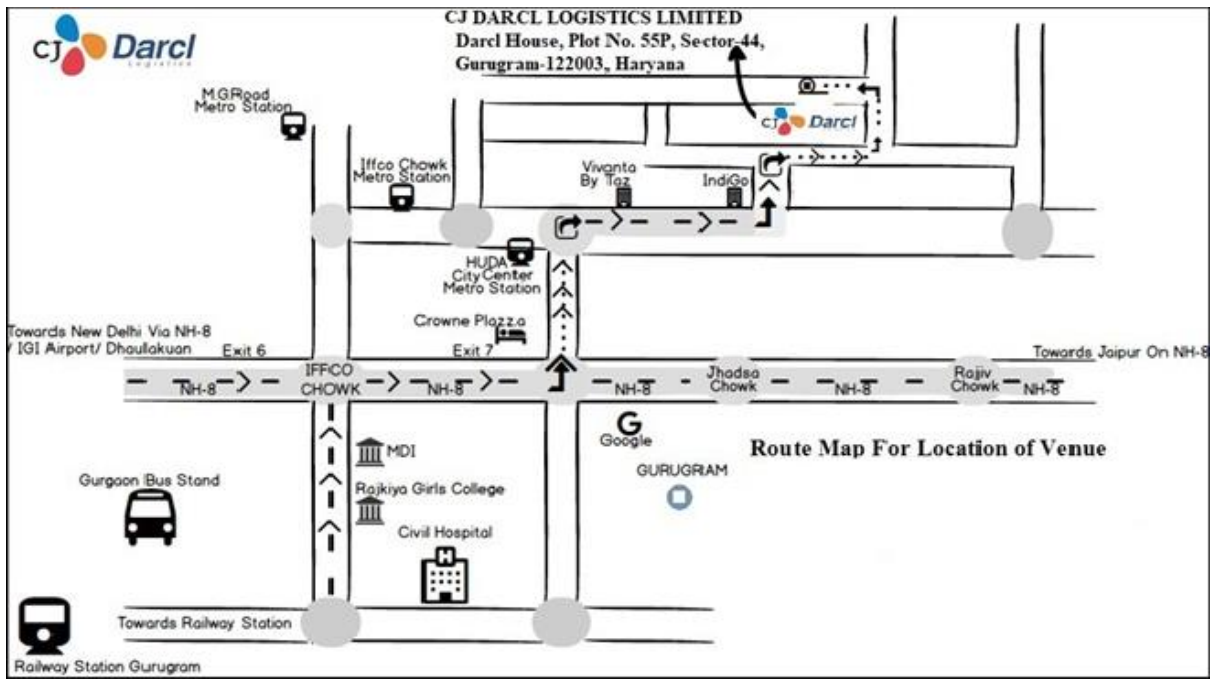 CJ DARCL LOGISTICS LIMITED
Darcl House, Plot No. 55P, Sector-44,
Gurugram-122003, Haryana
CJ Darcl
Logistics
M.G.Road
Metro Station
Iffco Chowk
Metro Station
Vivanta
By Taz
IndiGo
CJ Darcl
HUDA
City Center
Metro Station
Crowne Plazza
Towards New Delhi Via NH-8
/ IGI Airport/ Dhaullakuan
Exit 6
Exit 7
Towards Jaipur On NH-8
NH-8
IFFICO
CHOWK
NH-8
NH-8
Jhadsa
Chowk
NH-8
Rajiv
Chowk
NH-8
MDI
G
Google
Route Map For Location of Venue
GURUGRIAM
Gurgaon Bus Stand
Rajkiya Girls College
Civil Hospital
Towards Railway Station
Railway Station Gurugram